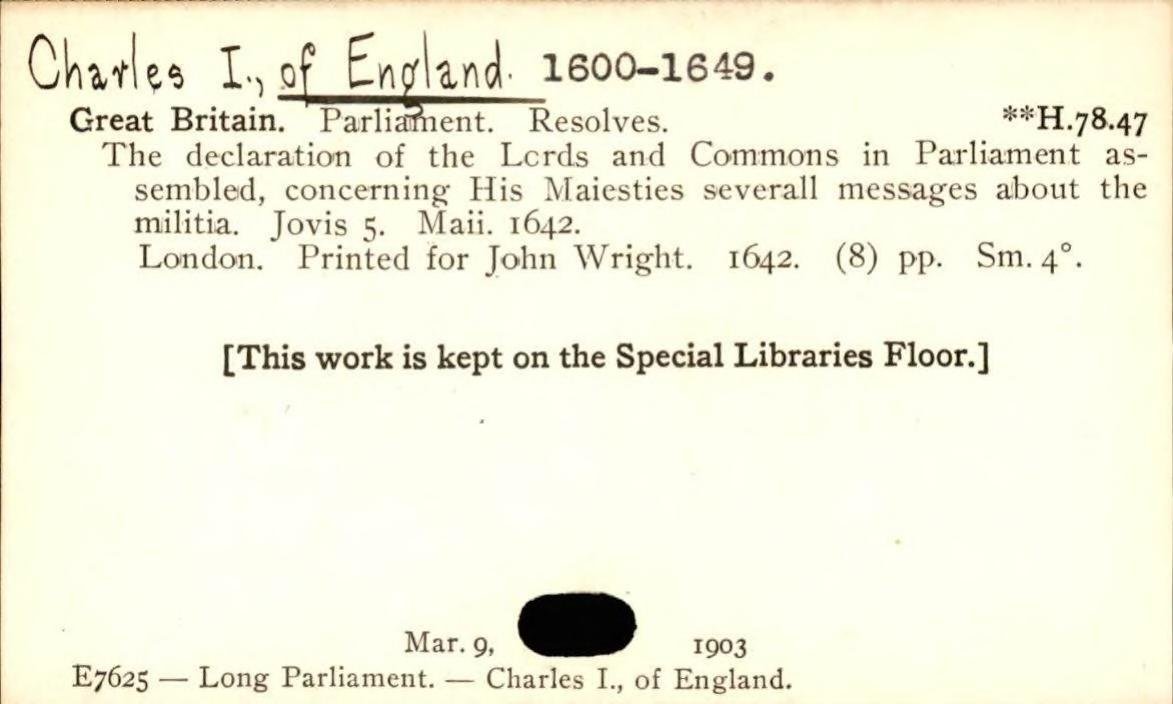 Charles I., of England. 1600-1649.
Great Britain. Parliament. Resolves. **H.78.47
The declaration of the Lords and Commons in Parliament as-
sembled, concerning His Maiesties severall messages about the
militia. Jovis 5. Maii. 1642.
London. Printed for John Wright. 1642. (8) pp. Sm. 4°.
[This work is kept on the Special Libraries Floor.]
Mar. 9, 1903
E7625 — Long Parliament. — Charles I., of England.